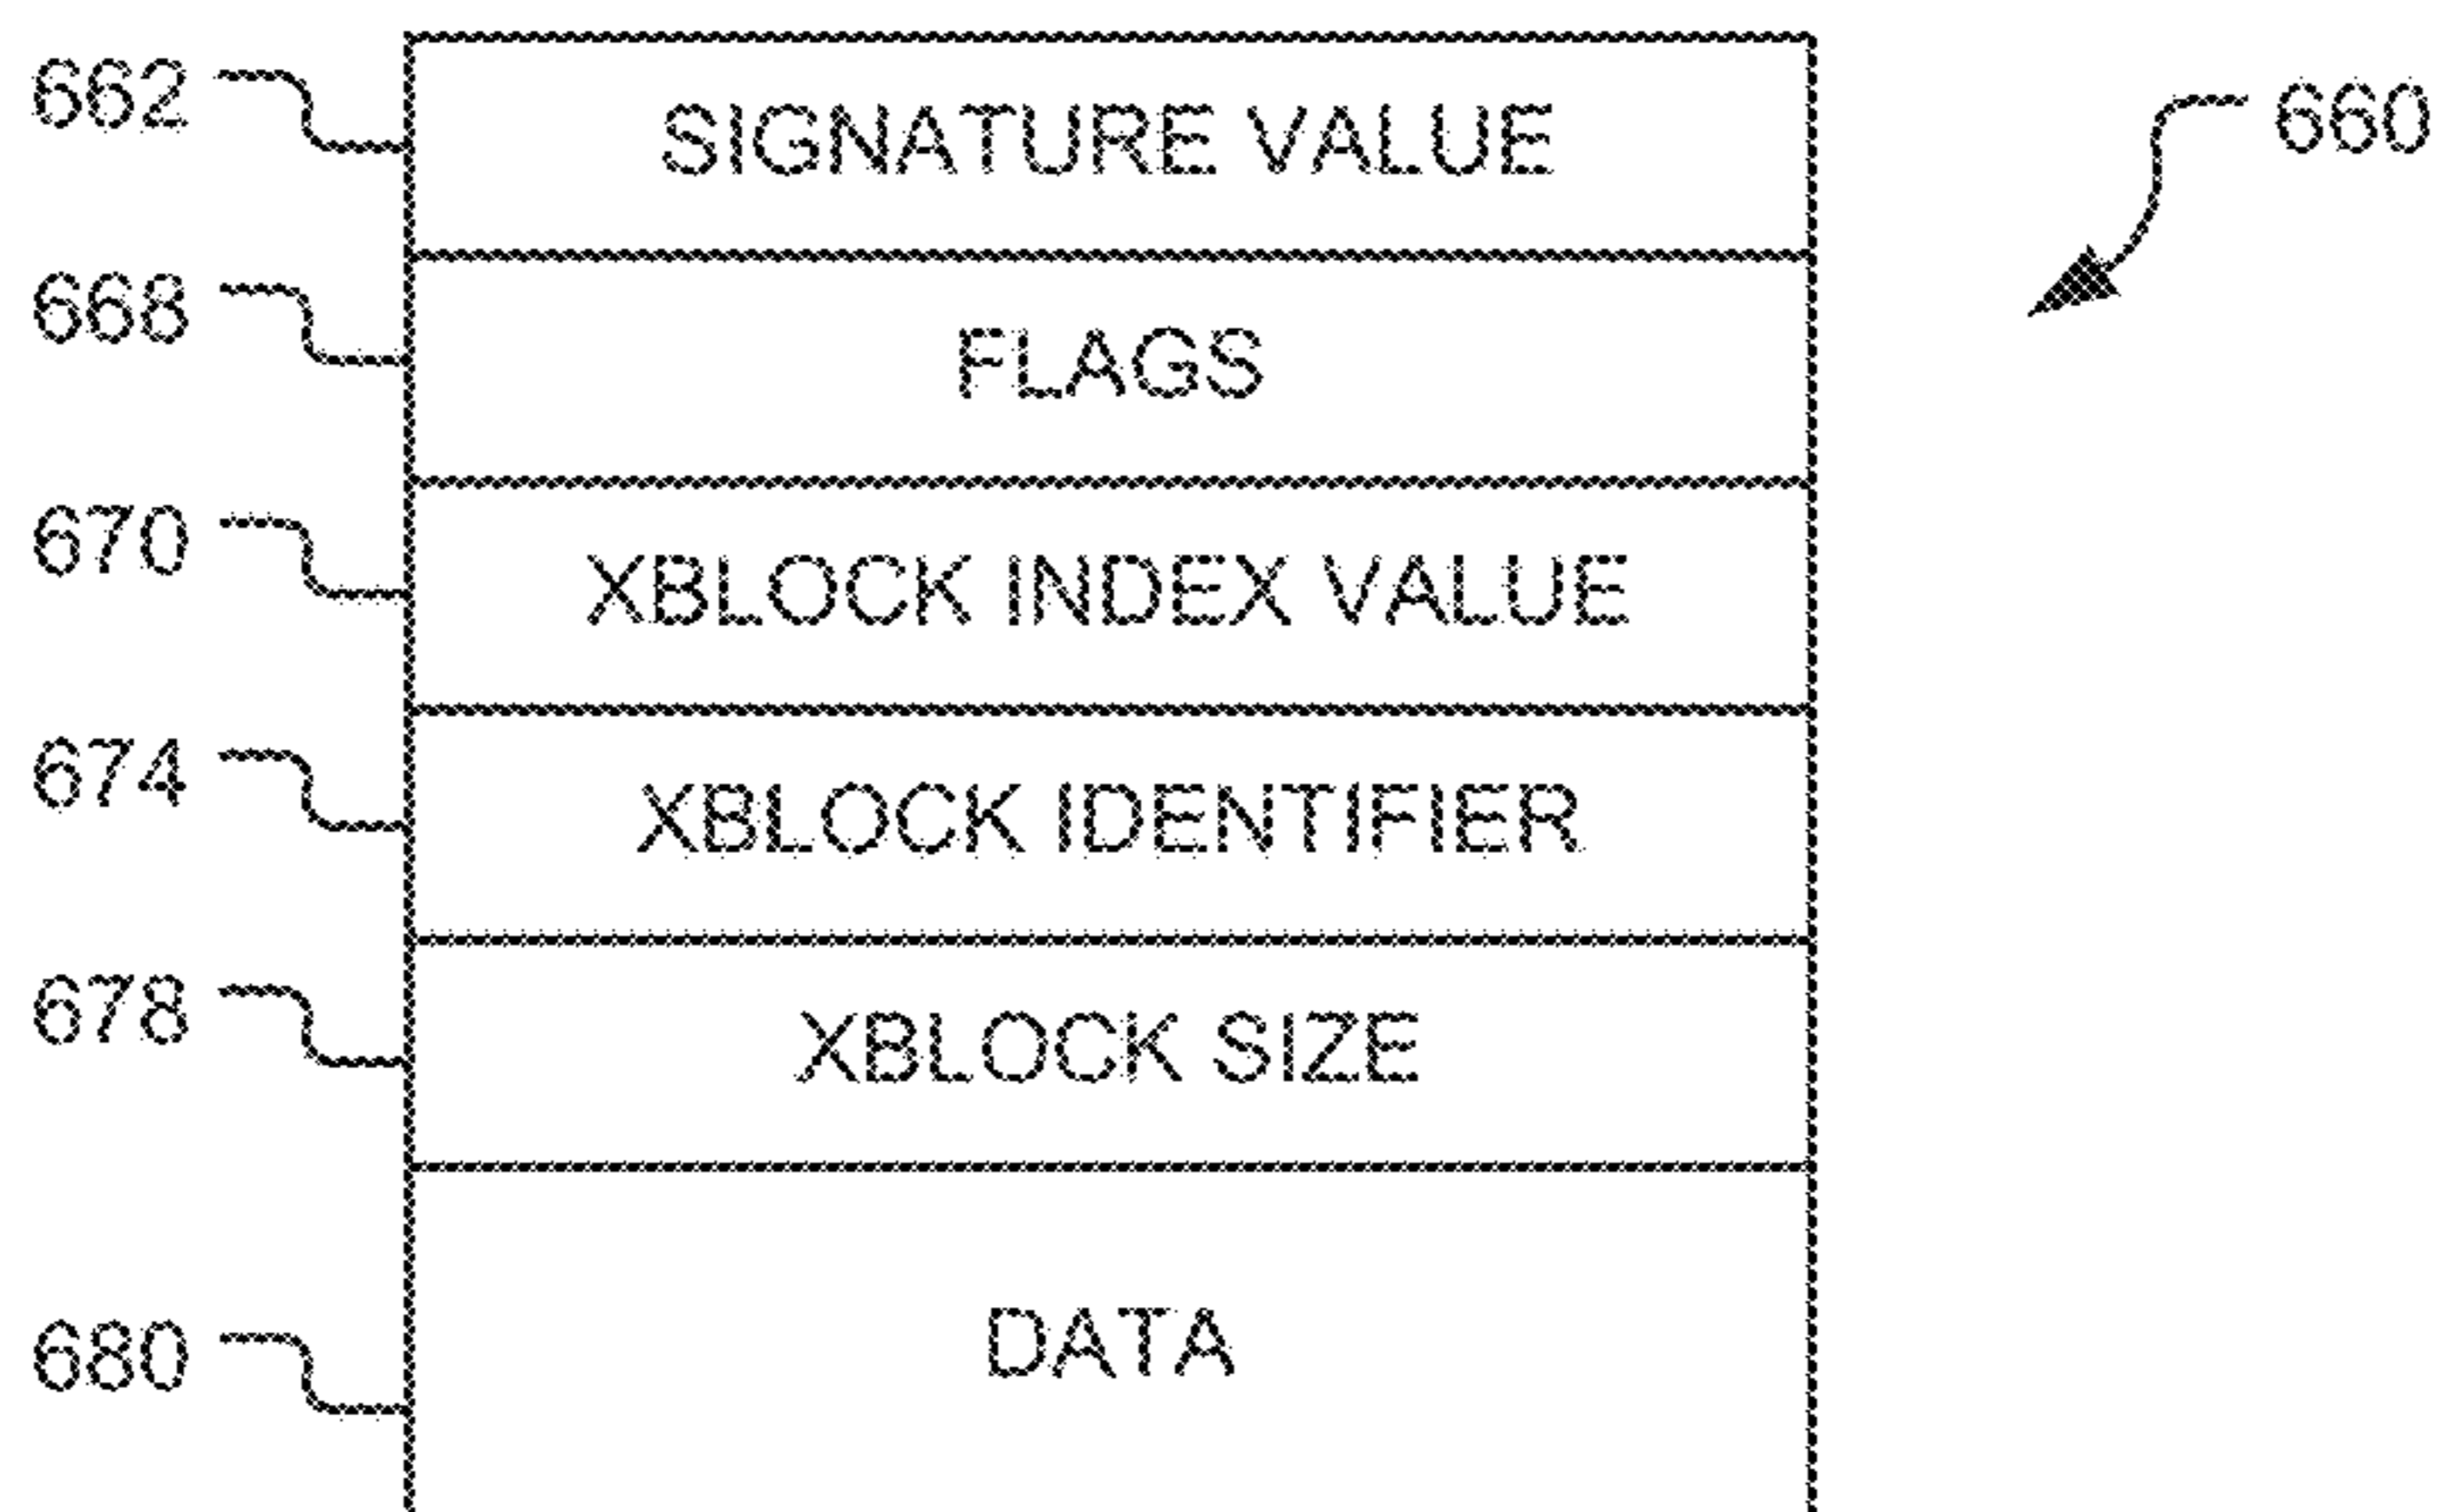 662
SIGNATURE VALUE
660
668
FLAGS
670
XBLOCK INDEX VALUE
674
XBLOCK IDENTIFIER
678
XBLOCK SIZE
680
DATA